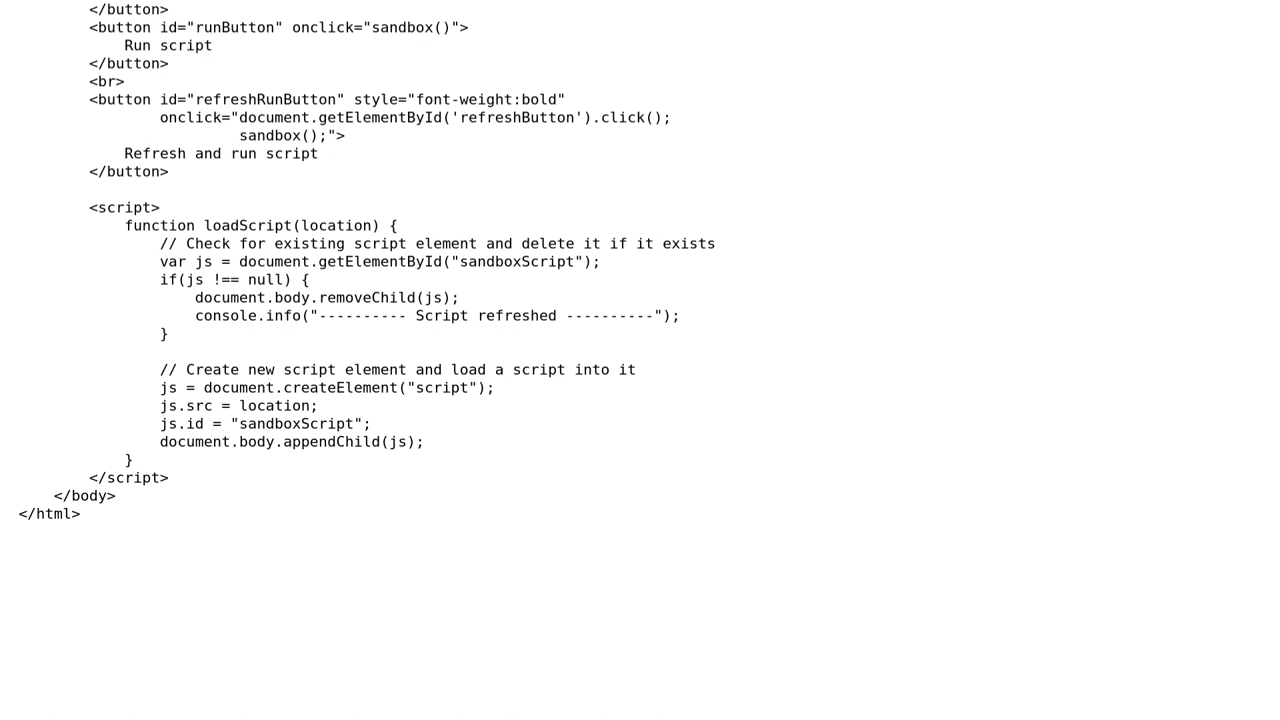 </button>
        <button id="runButton" onclick="sandbox()">
            Run script
        </button>
        <br>
        <button id="refreshRunButton" style="font-weight:bold"
                onclick="document.getElementById('refreshButton').click();
                         sandbox();">
            Refresh and run script
        </button>

        <script>
            function loadScript(location) {
                // Check for existing script element and delete it if it exists
                var js = document.getElementById("sandboxScript");
                if(js !== null) {
                    document.body.removeChild(js);
                    console.info("---------- Script refreshed ----------");
                }

                // Create new script element and load a script into it
                js = document.createElement("script");
                js.src = location;
                js.id = "sandboxScript";
                document.body.appendChild(js);
            }
        </script>
    </body>
</html>